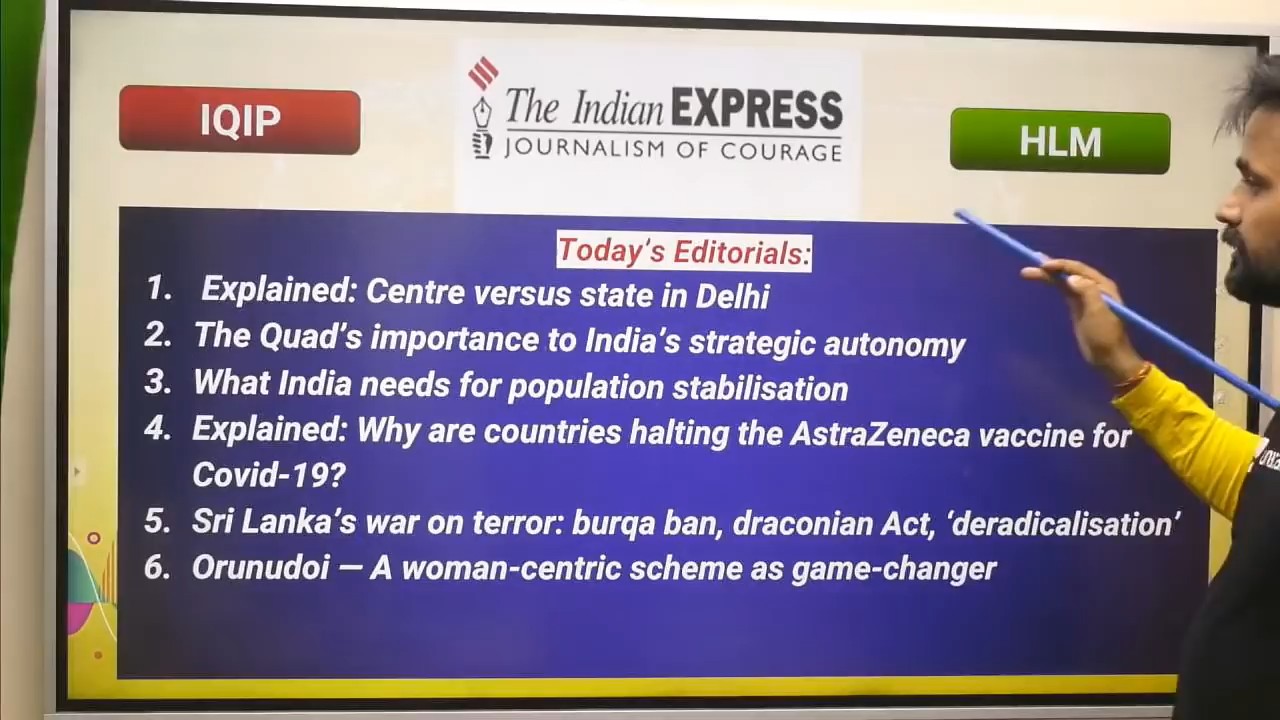 IQIP
The Indian EXPRESS
JOURNALISM OF COURAGE
HLM
Today's Editorials:
1. Explained: Centre versus state in Delhi
2. The Quad's importance to India's strategic autonomy
3. What India needs for population stabilisation
4. Explained: Why are countries halting the AstraZeneca vaccine for
Covid-19?
5. Sri Lanka's war on terror: burqa ban, draconian Act, ‘deradicalisation’
6. Orunudoi — A woman-centric scheme as game-changer